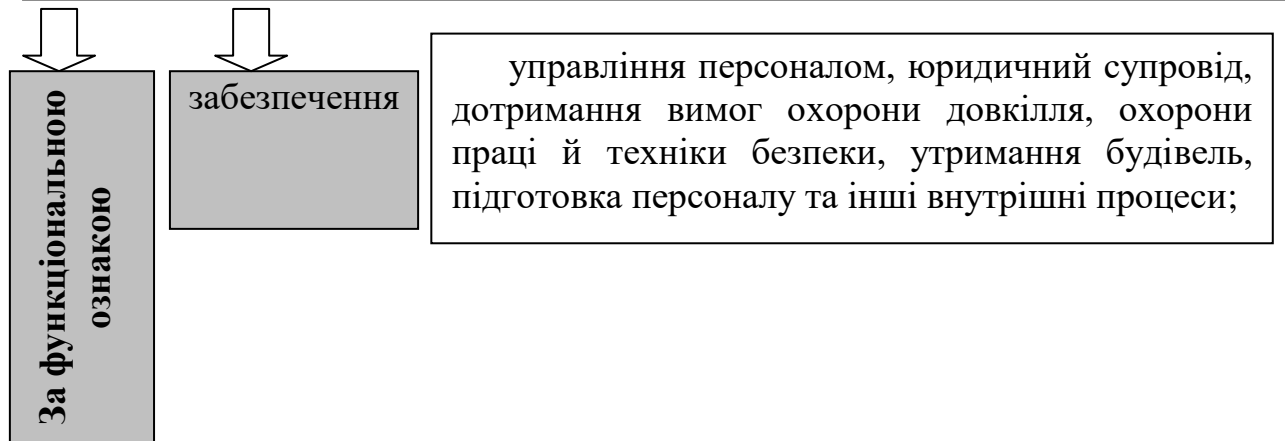 За функціональною
ознакою
забезпечення
управління персоналом, юридичний супровід,
дотримання вимог охорони довкілля, охорони
праці й техніки безпеки, утримання будівель,
підготовка персоналу та інші внутрішні процеси;